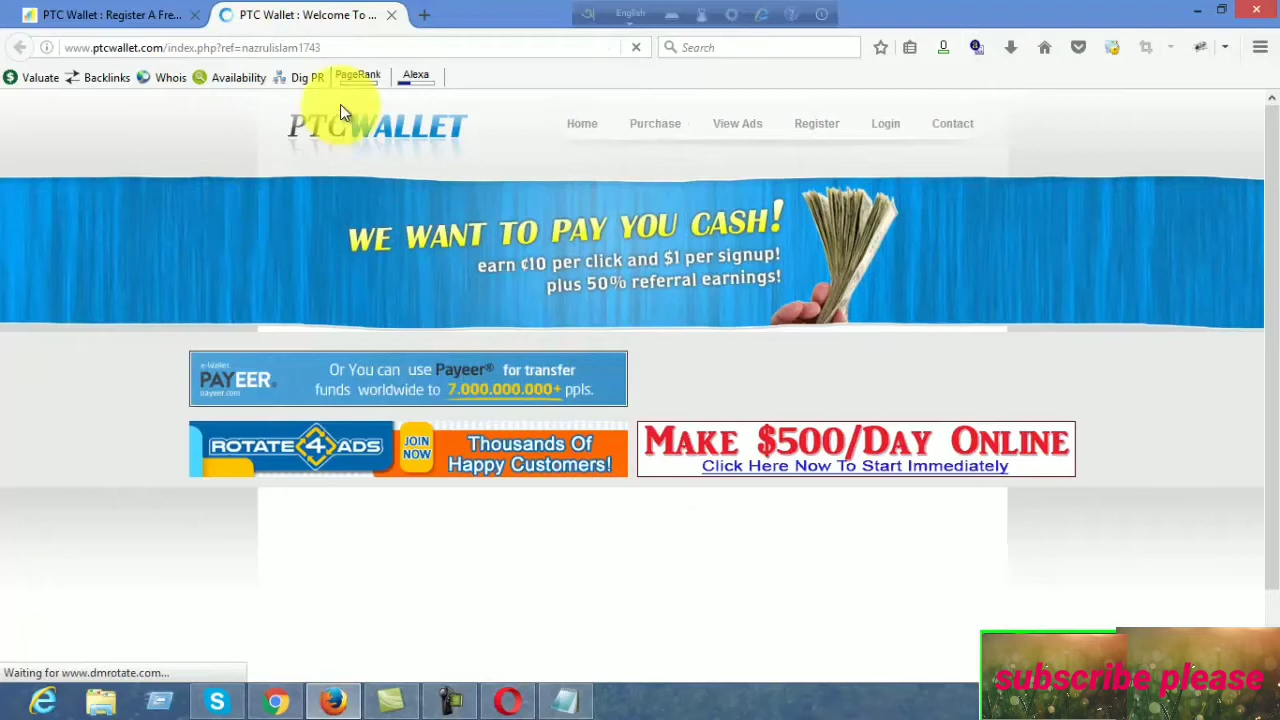 PTC Wallet : Register A Fre...
PTC Wallet : Welcome To ...
English
www.ptcwallet.com/index.php?ref=nazrulislam1743
Search
Valuate
Backlinks
Whois
Availability
Dig PR
PageRank
Alexa
PTCWALLET
Home
Purchase
View Ads
Register
Login
Contact
WE WANT TO PAY YOU CASH!
earn ¢10 per click and $1 per signup!
plus 50% referral earnings!
e-Wallet
PAYEER®
payeer.com
Or You can use Payeer® for transfer
funds worldwide to 7.000.000.000+ ppls.
ROTATE 4 ADS
JOIN
NOW
Thousands Of
Happy Customers!
Make $500/Day Online
Click Here Now To Start Immediately
Waiting for www.dmrotate.com...
subscribe please